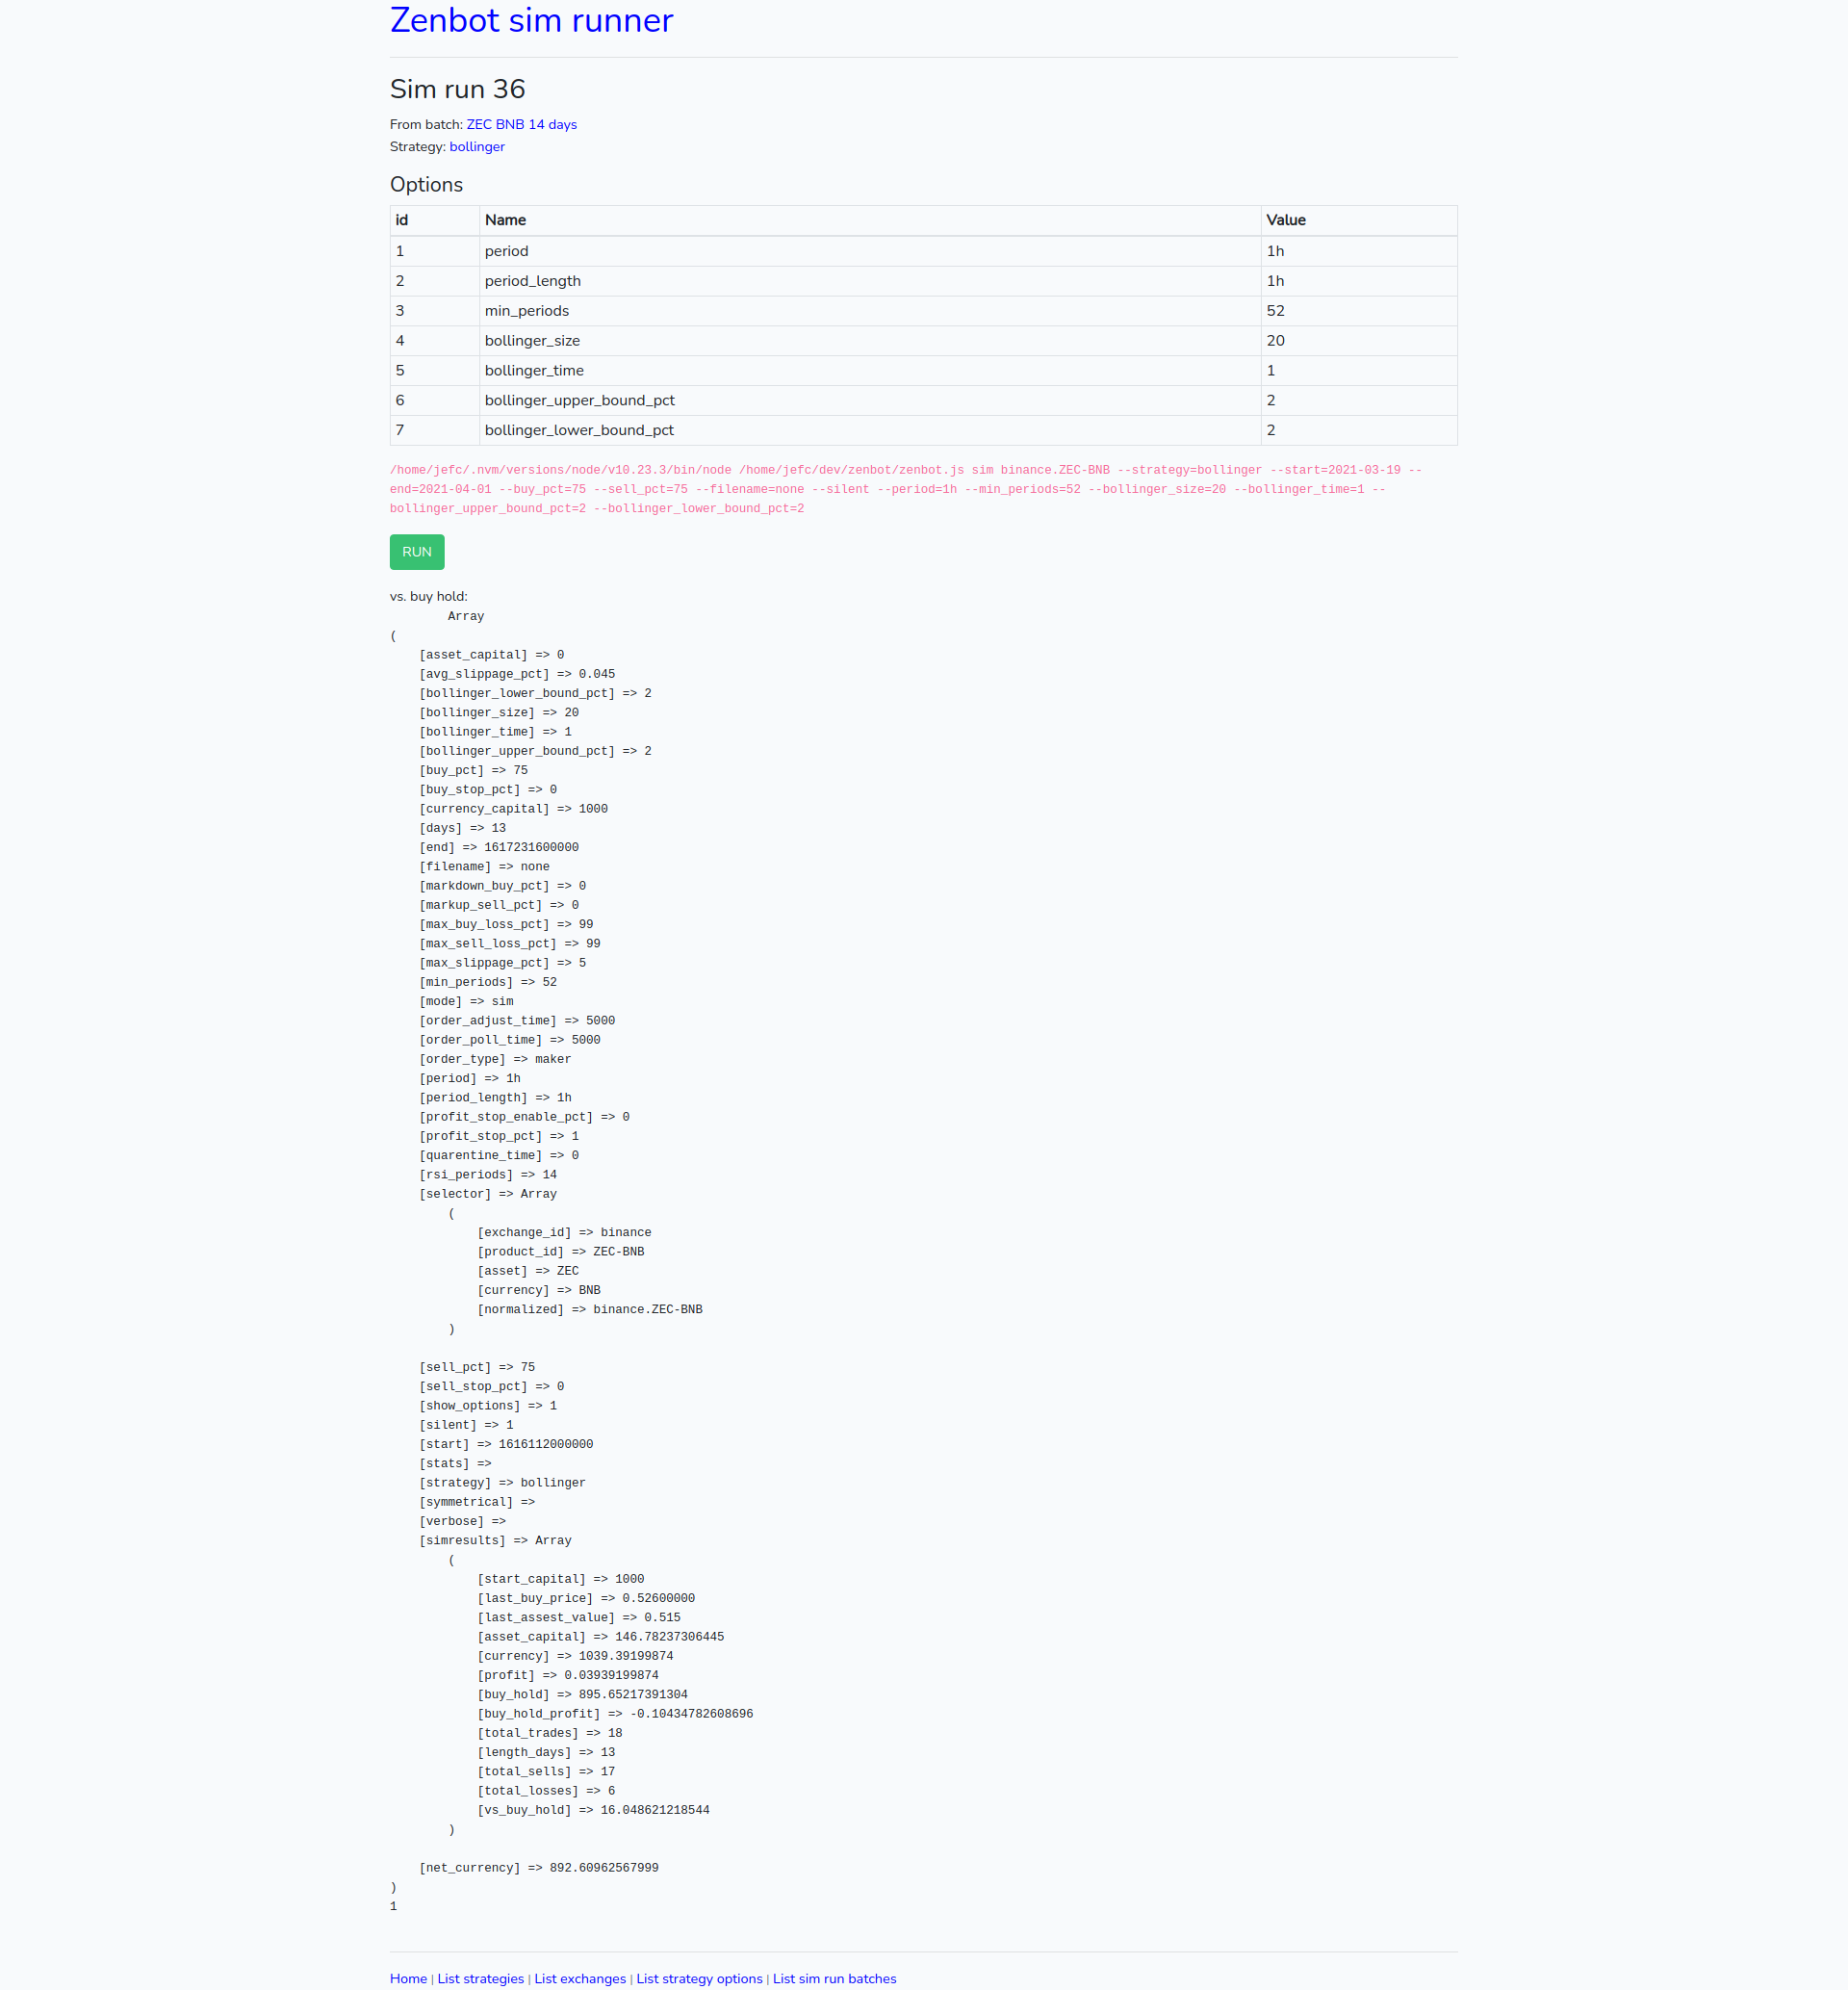 Zenbot sim runner
Sim run 36
From batch: ZEC BNB 14 days
Strategy: bollinger
Options
id Name Value
1 period 1h
2 period_length 1h
3 min_periods 52
4 bollinger_size 20
5 bollinger_time 1
6 bollinger_upper_bound_pct 2
7 bollinger_lower_bound_pct 2
/home/jefc/.nvm/versions/node/v10.23.3/bin/node /home/jefc/dev/zenbot/zenbot.js sim binance.ZEC-BNB --strategy=bollinger --start=2021-03-19 --
end=2021-04-01 --buy_pct=75 --sell_pct=75 --filename=none --silent --period=1h --min_periods=52 --bollinger_size=20 --bollinger_time=1 --
bollinger_upper_bound_pct=2 --bollinger_lower_bound_pct=2
RUN
vs. buy hold:
Array
(
[asset_capital] => 0
[avg_slippage_pct] => 0.045
[bollinger_lower_bound_pct] => 2
[bollinger_size] => 20
[bollinger_time] => 1
[bollinger_upper_bound_pct] => 2
[buy_pct] => 75
[buy_stop_pct] => 0
[currency_capital] => 1000
[days] => 13
[end] => 1617231600000
[filename] => none
[markdown_buy_pct] => 0
[markup_sell_pct] => 0
[max_buy_loss_pct] => 99
[max_sell_loss_pct] => 99
[max_slippage_pct] => 5
[min_periods] => 52
[mode] => sim
[order_adjust_time] => 5000
[order_poll_time] => 5000
[order_type] => maker
[period] => 1h
[period_length] => 1h
[profit_stop_enable_pct] => 0
[profit_stop_pct] => 1
[quarentine_time] => 0
[rsi_periods] => 14
[selector] => Array
(
[exchange_id] => binance
[product_id] => ZEC-BNB
[asset] => ZEC
[currency] => BNB
[normalized] => binance.ZEC-BNB
)
[sell_pct] => 75
[sell_stop_pct] => 0
[show_options] => 1
[silent] => 1
[start] => 1616112000000
[stats] =>
[strategy] => bollinger
[symmetrical] =>
[verbose] =>
[simresults] => Array
(
[start_capital] => 1000
[last_buy_price] => 0.52600000
[last_assest_value] => 0.515
[asset_capital] => 146.78237306445
[currency] => 1039.39199874
[profit] => 0.03939199874
[buy_hold] => 895.65217391304
[buy_hold_profit] => -0.10434782608696
[total_trades] => 18
[length_days] => 13
[total_sells] => 17
[total_losses] => 6
[vs_buy_hold] => 16.048621218544
)
[net_currency] => 892.60962567999
)
1
Home | List strategies | List exchanges | List strategy options | List sim run batches